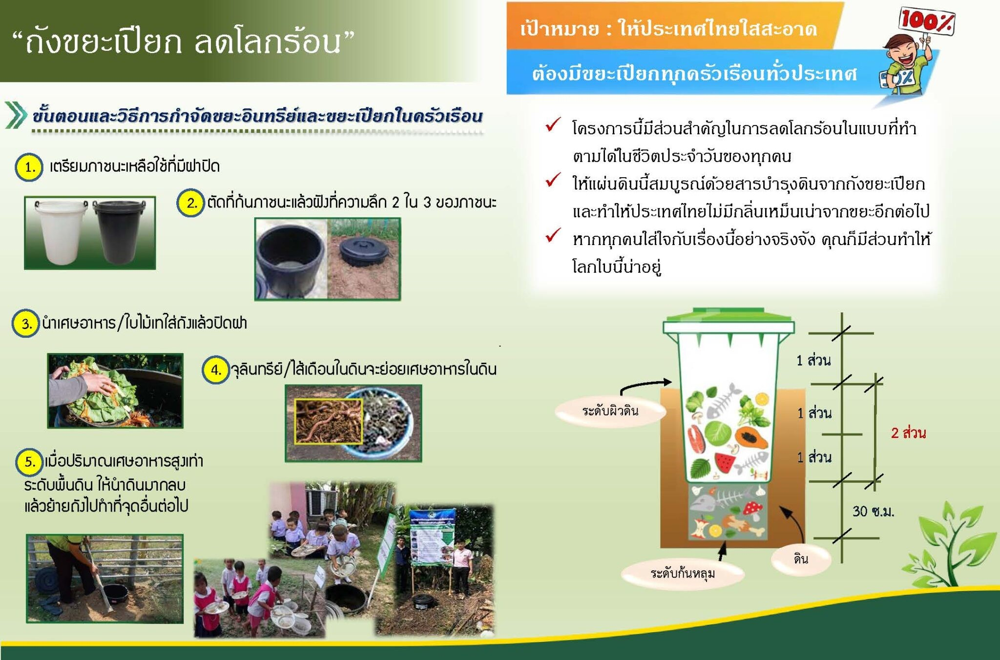 “ถังขยะเปียก ลดโลกร้อน”
ขั้นตอนและวิธีการกำจัดขยะอินทรีย์และขยะเปียกในครัวเรือน
1. เตรียมภาชนะเหลือใช้ที่มีฝาปิด
2. ตัดที่ก้นภาชนะแล้วฝังที่ความลึก 2 ใน 3 ของภาชนะ
3. นำเศษอาหาร/ใบไม้เทใส่ถังแล้วปิดฝา
4. จุลินทรีย์/ไส้เดือนในดินจะย่อยเศษอาหารในดิน
5. เมื่อปริมาณเศษอาหารสูงเท่า
ระดับพื้นดิน ให้นำดินมากลบ
แล้วย้ายถังไปทำที่จุดอื่นต่อไป
เป้าหมาย : ให้ประเทศไทยใสสะอาด
ต้องมีขยะเปียกทุกครัวเรือนทั่วประเทศ
100%
50%
✓ โครงการนี้มีส่วนสำคัญในการลดโลกร้อนในแบบที่ทำ
ตามได้ในชีวิตประจำวันของทุกคน
✓ ให้แผ่นดินนี้สมบูรณ์ด้วยสารบำรุงดินจากถังขยะเปียก
และทำให้ประเทศไทยไม่มีกลิ่นเหม็นเน่าจากขยะอีกต่อไป
✓ หากทุกคนใส่ใจกับเรื่องนี้อย่างจริงจัง คุณก็มีส่วนทำให้
โลกใบนี้น่าอยู่
1 ส่วน
ระดับผิวดิน
1 ส่วน
2 ส่วน
1 ส่วน
30 ซ.ม.
ดิน
ระดับก้นหลุม